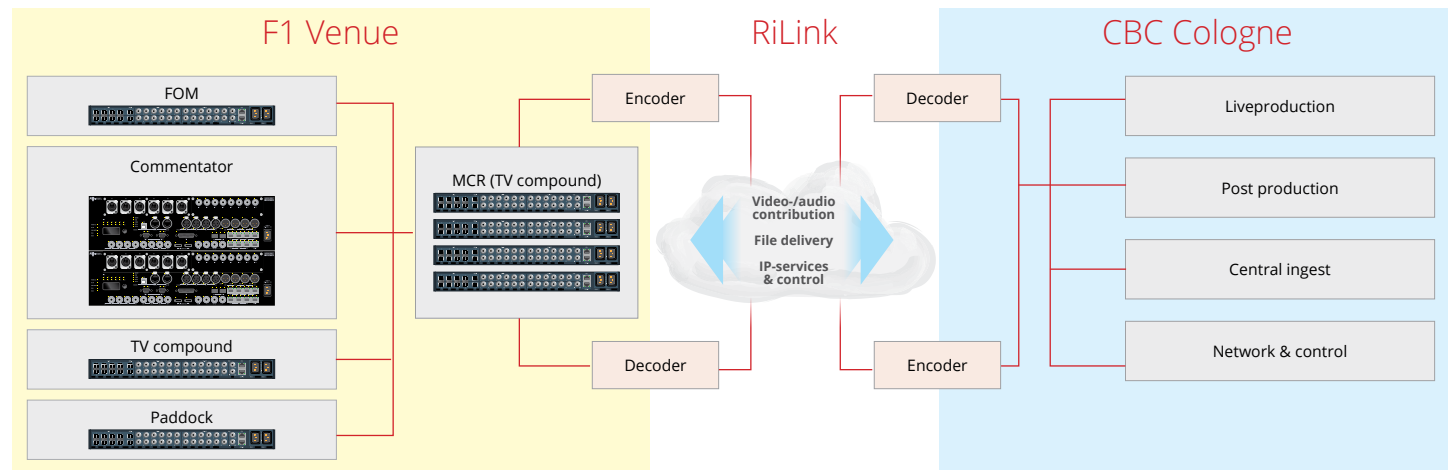 F1 Venue
RiLink
CBC Cologne
FOM
Commentator
TV compound
Paddock
MCR (TV compound)
Encoder
Decoder
Video-/audio
contribution
File delivery
IP-services
& control
Decoder
Encoder
Liveproduction
Post production
Central ingest
Network & control